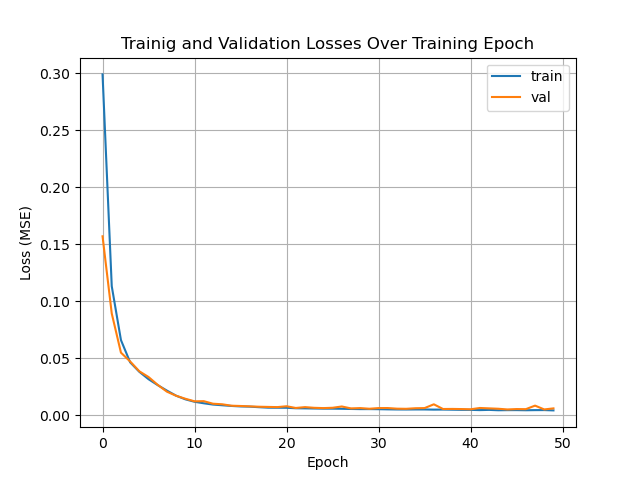 Trainig and Validation Losses Over Training Epoch
0.30
0.25
0.20
0.15
0.10
0.05
0.00
Loss (MSE)
train
val
0 10 20 30 40 50
Epoch